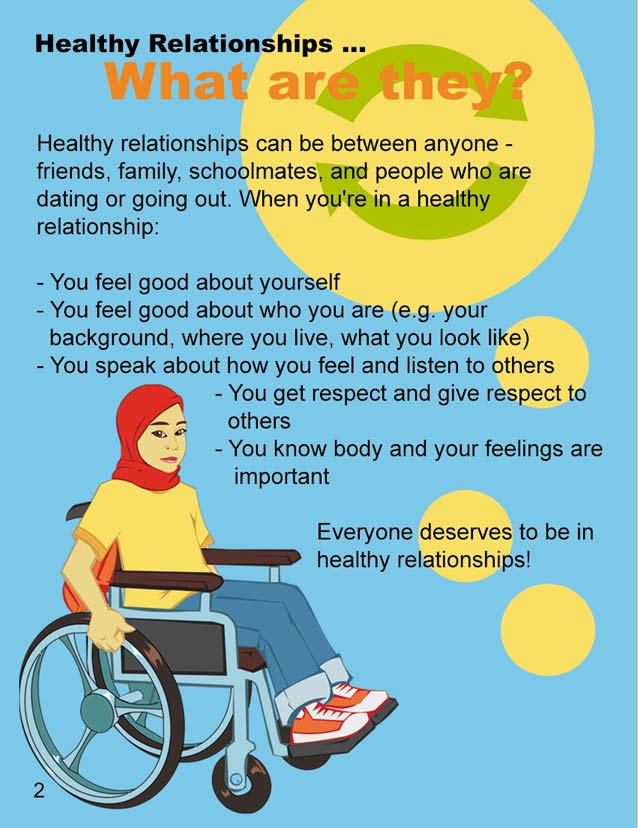 Healthy Relationships ...
What are they?
Healthy relationships can be between anyone -
friends, family, schoolmates, and people who are
dating or going out. When you're in a healthy
relationship:
- You feel good about yourself
- You feel good about who you are (e.g. your
background, where you live, what you look like)
- You speak about how you feel and listen to others
- You get respect and give respect to
others
- You know body and your feelings are
important
Everyone deserves to be in
healthy relationships!
2